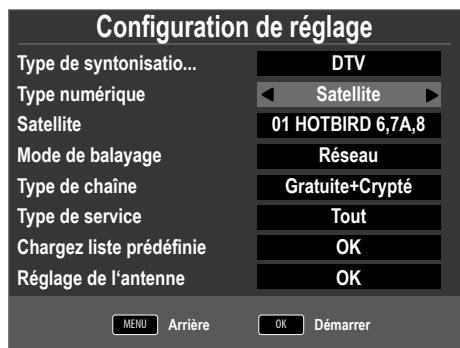 Configuration de réglage
Type de syntonisatio... DTV
Type numérique Satellite
Satellite 01 HOTBIRD 6,7A,8
Mode de balayage Réseau
Type de chaîne Gratuite+Crypté
Type de service Tout
Chargez liste prédéfinie OK
Réglage de l‘antenne OK
MENU Arrière OK Démarrer